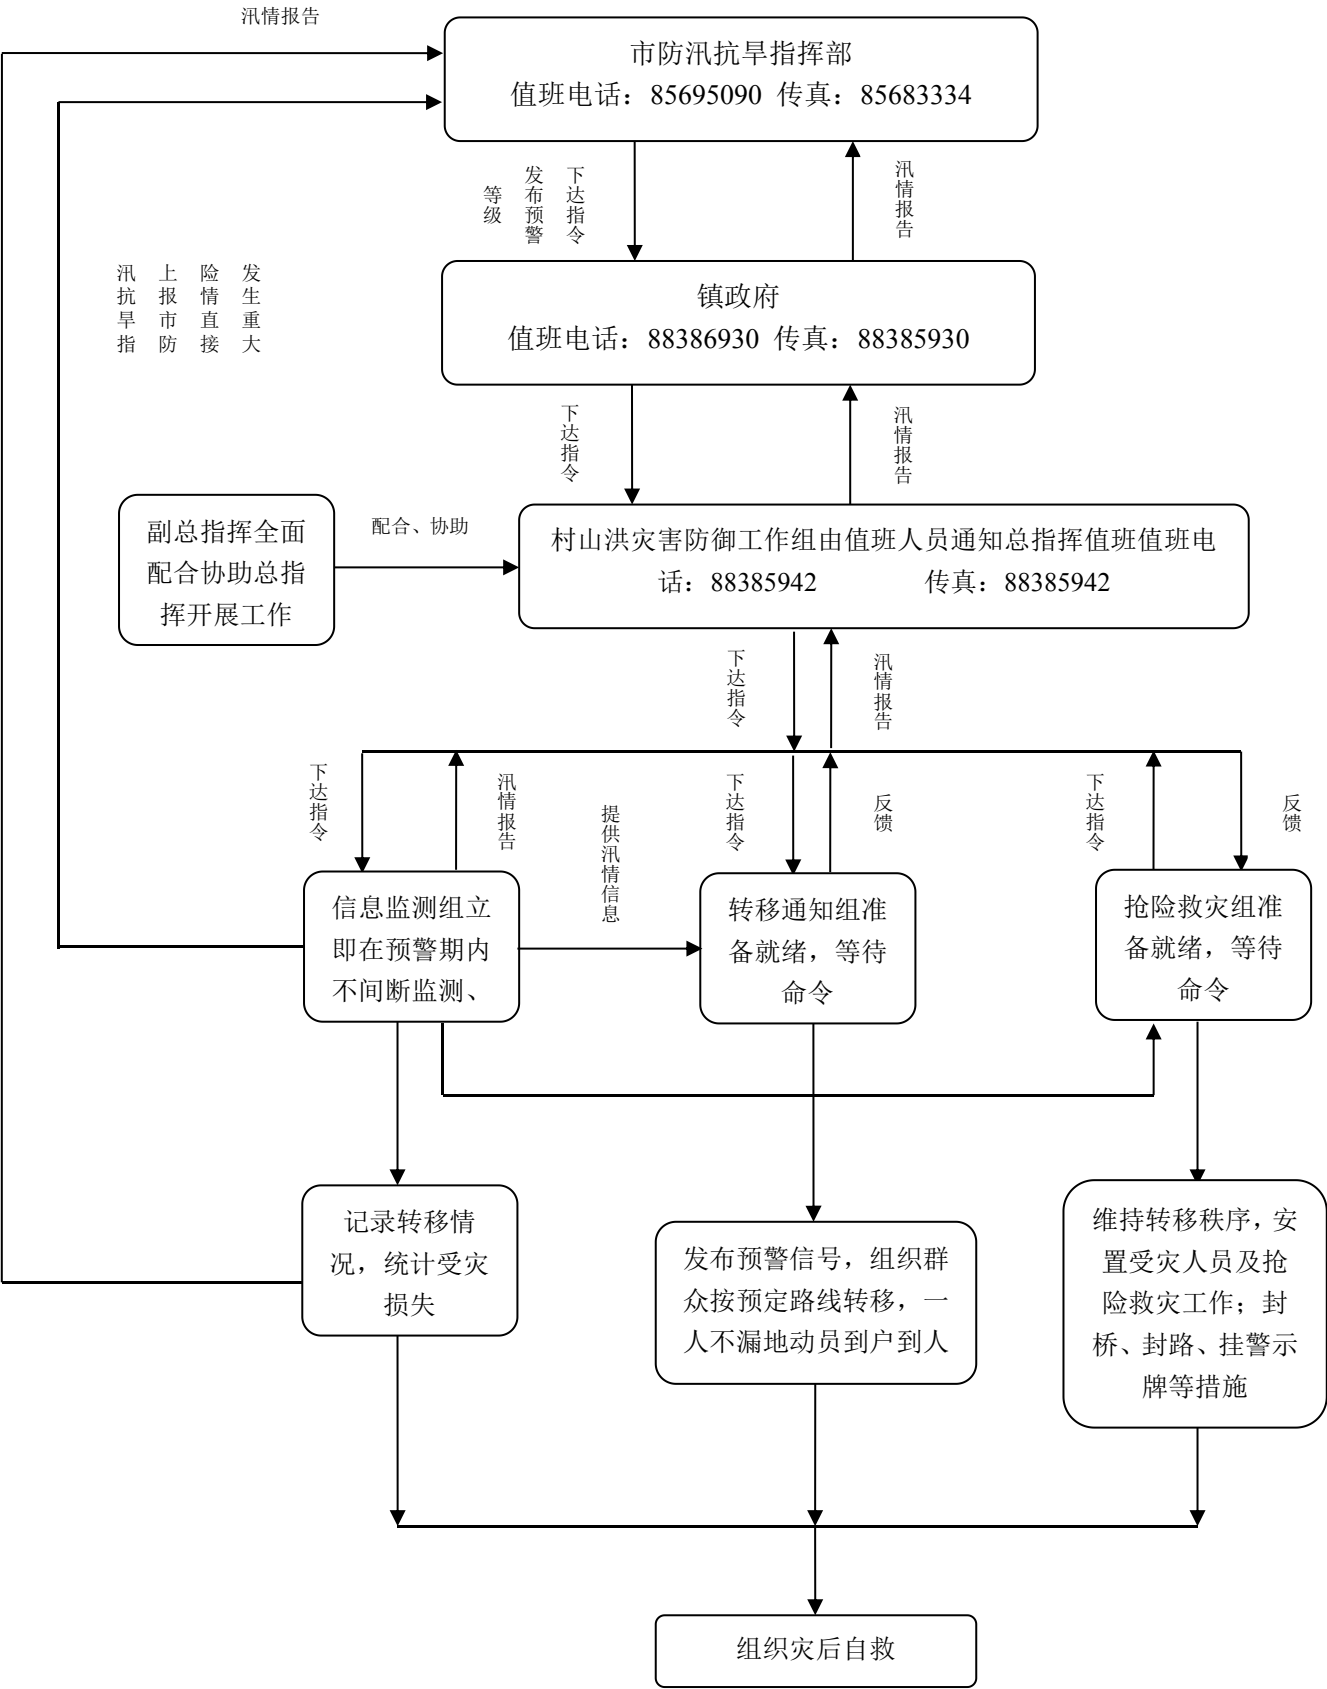 汛情报告
市防汛抗旱指挥部
值班电话：85695090 传真：85683334
下达指令
发布预警
等级
汛情报告
发生重大
险情直接
上报市防
汛抗旱指
镇政府
值班电话：88386930 传真：88385930
下达指令
汛情报告
副总指挥全面
配合协助总指
挥开展工作
配合、协助
村山洪灾害防御工作组由值班人员通知总指挥值班值班电
话：88385942 传真：88385942
下达指令
汛情报告
下达指令
汛情报告
提供汛情信息
下达指令
反馈
下达指令
反馈
信息监测组立
即在预警期内
不间断监测、
转移通知组准
备就绪，等待
命令
抢险救灾组准
备就绪，等待
命令
记录转移情
况，统计受灾
损失
发布预警信号，组织群
众按预定路线转移，一
人不漏地动员到户到人
维持转移秩序，安
置受灾人员及抢
险救灾工作；封
桥、封路、挂警示
牌等措施
组织灾后自救